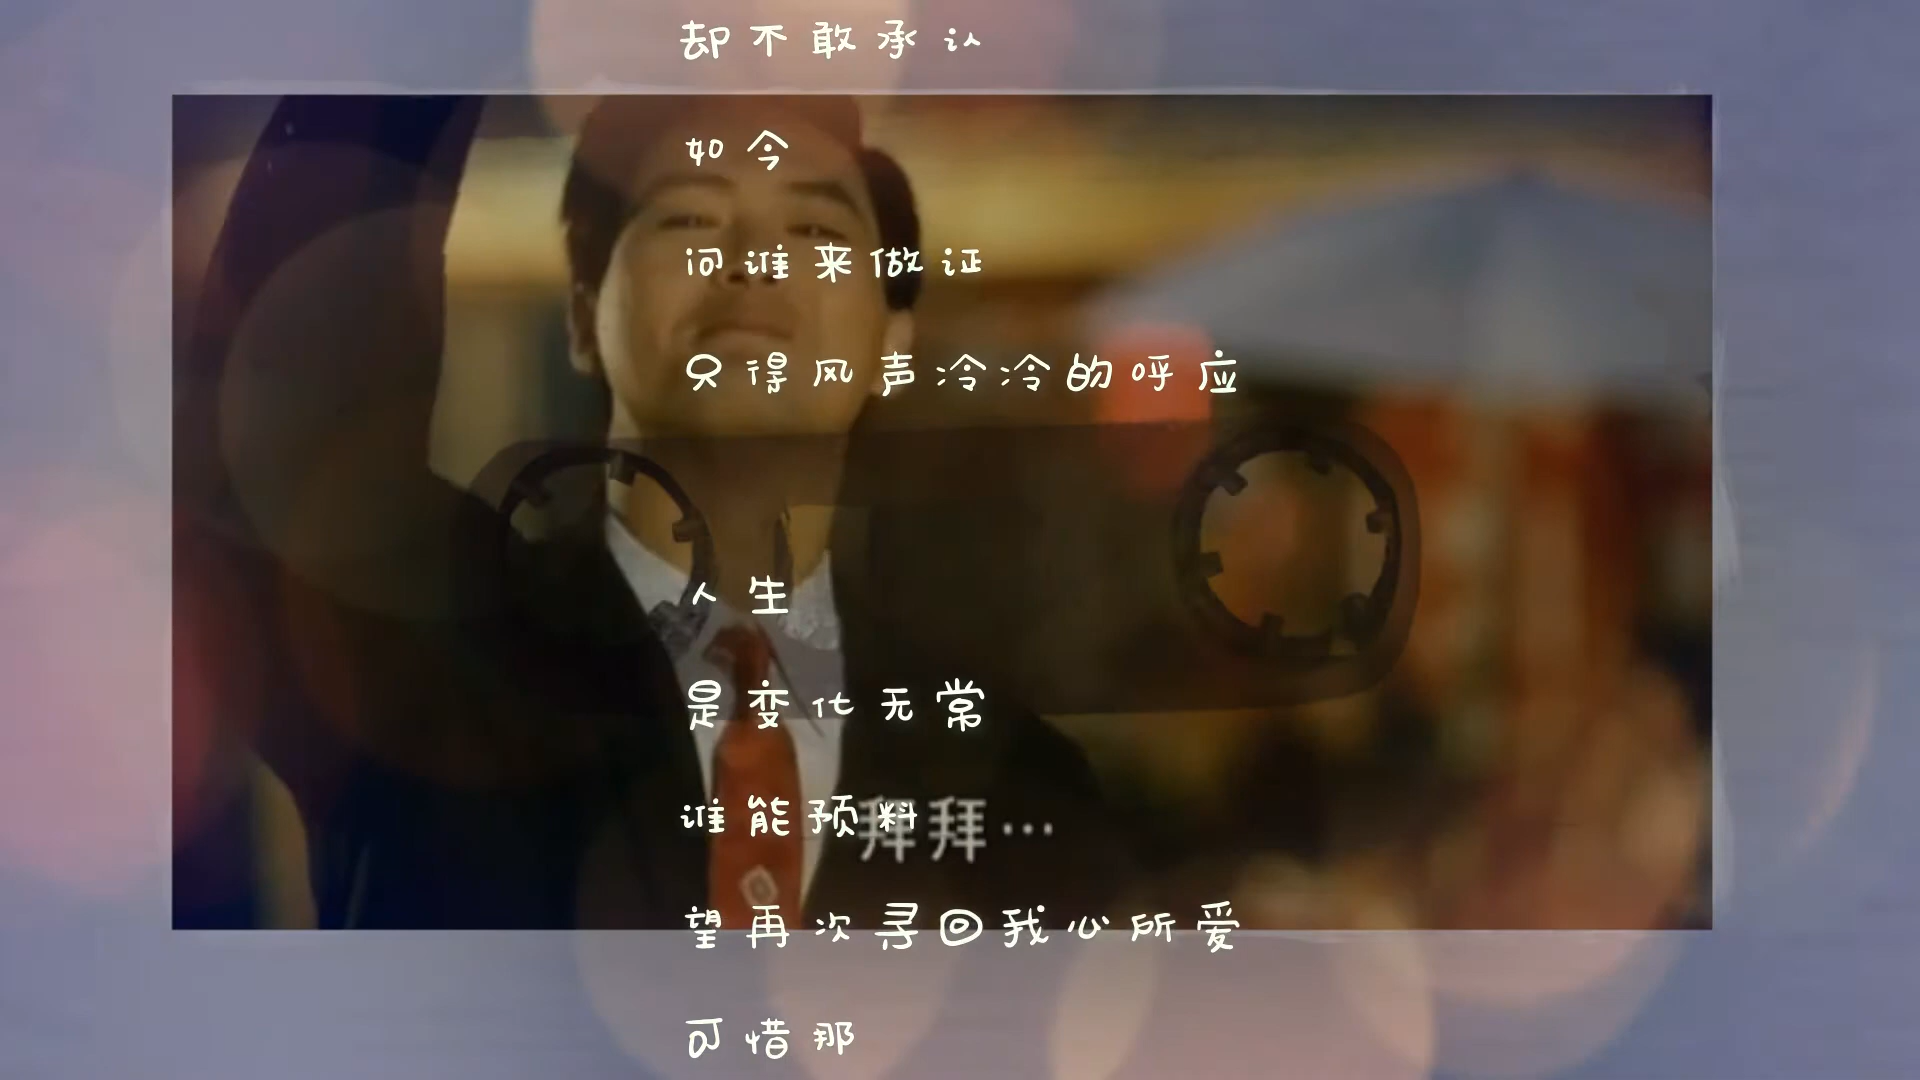 却不敢承认
如今
问谁来做证
只得风声冷冷的呼应
人生
是变化无常
谁能预料
拜拜…
望再次寻回我心所爱
可惜那